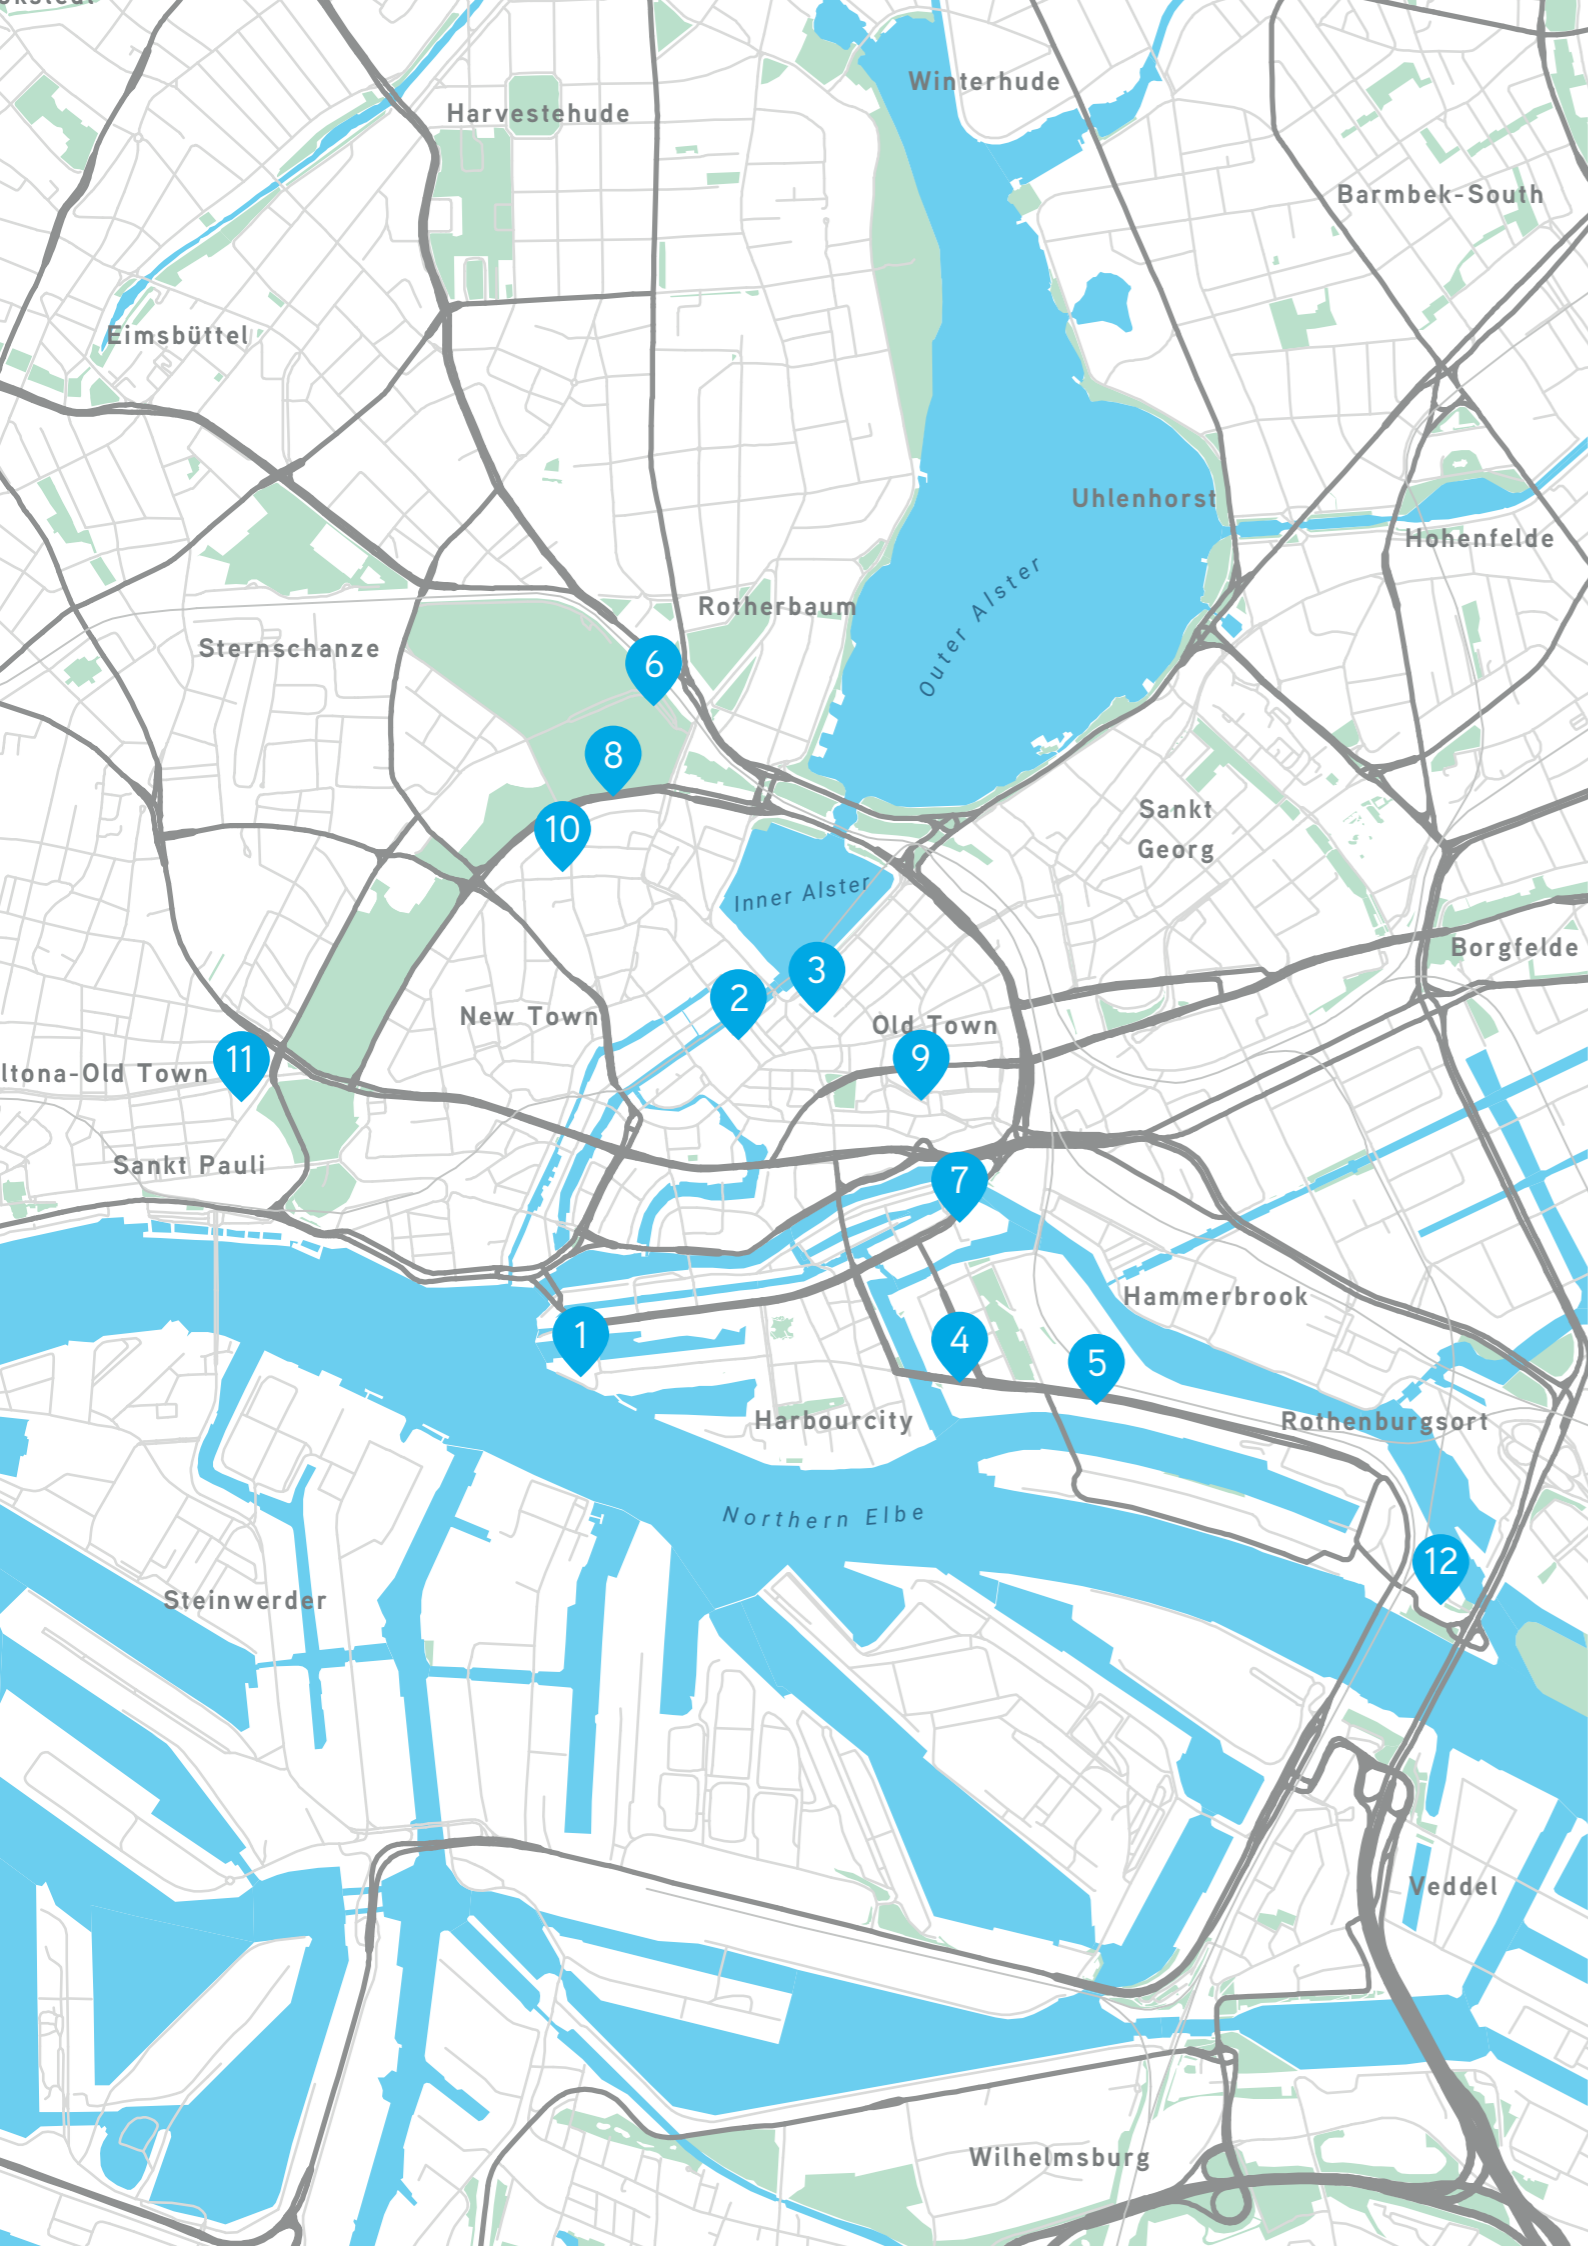 Winterhude
Harvestehude
Barmbek-South
Eimsbüttel
Uhlenhorst
Hohenfelde
Outer Alster
Rotherbaum
Sternschanze
6
8
Sankt
Georg
10
Inner Alster
Borgfelde
3
2
New Town
Old Town
9
11
ltona-Old Town
Sankt Pauli
7
Hammerbrook
1
4
5
Harbourcity
Rothenburgsort
Northern Elbe
12
Steinwerder
Veddel
Wilhelmsburg